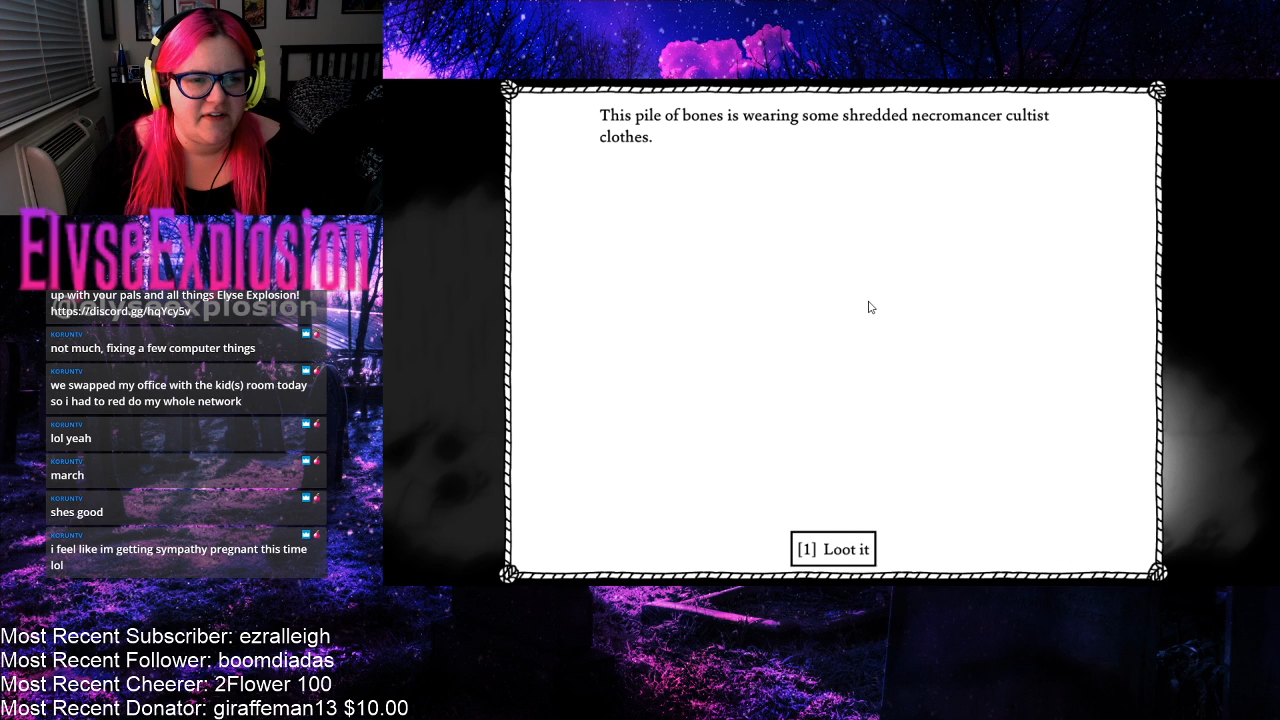 This pile of bones is wearing some shredded necromancer cultist
clothes.
[1] Loot it
ElyseExplosion
@elyseexplosion
up with your pals and all things Elyse Explosion!
https://discord.gg/hqYcy5v
KORUNTV
not much, fixing a few computer things
KORUNTV
we swapped my office with the kid(s) room today
so i had to red do my whole network
KORUNTV
lol yeah
KORUNTV
march
KORUNTV
shes good
KORUNTV
i feel like im getting sympathy pregnant this time
lol
Most Recent Subscriber: ezralleigh
Most Recent Follower: boomdiadas
Most Recent Cheerer: 2Flower 100
Most Recent Donator: giraffeman13 $10.00